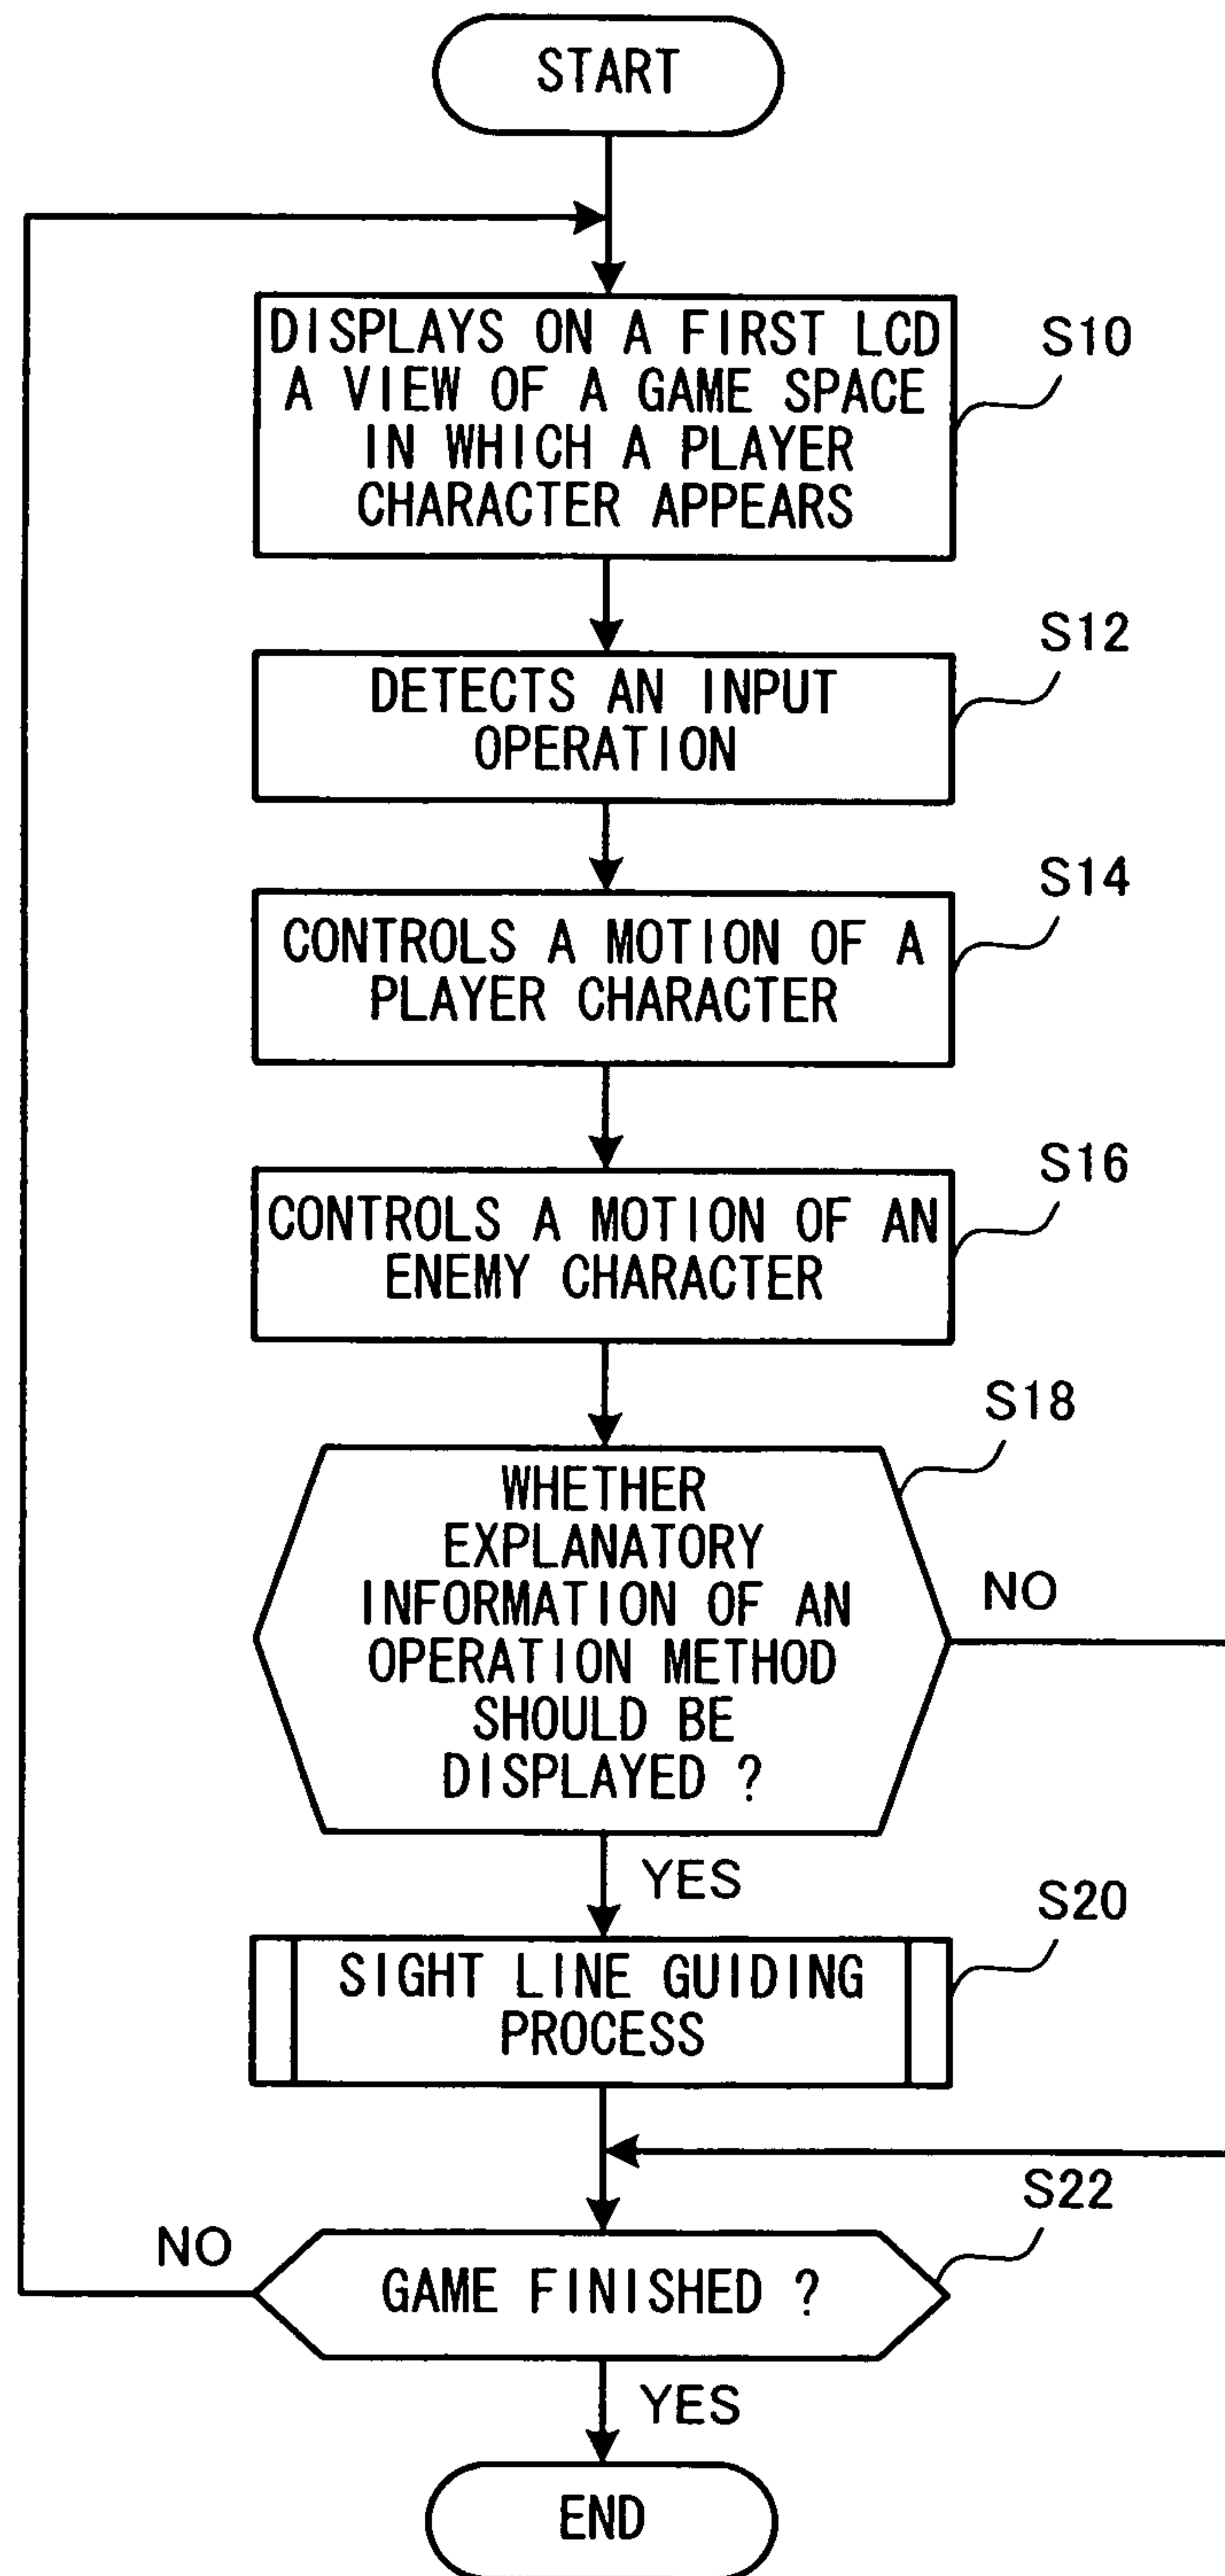 START
DISPLAYS ON A FIRST LCD
A VIEW OF A GAME SPACE
IN WHICH A PLAYER
CHARACTER APPEARS
S10
DETECTS AN INPUT
OPERATION
S12
CONTROLS A MOTION OF A
PLAYER CHARACTER
S14
CONTROLS A MOTION OF AN
ENEMY CHARACTER
S16
WHETHER
EXPLANATORY
INFORMATION OF AN
OPERATION METHOD
SHOULD BE
DISPLAYED ?
S18
NO
YES
SIGHT LINE GUIDING
PROCESS
S20
GAME FINISHED ?
S22
NO
YES
END